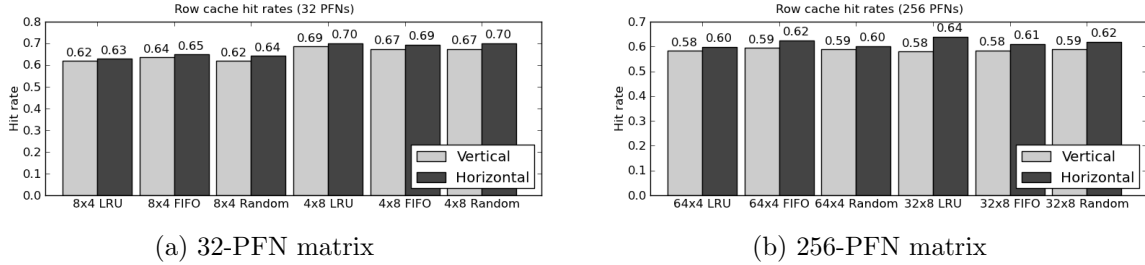 Row cache hit rates (32 PFNs)
Hit rate
0.8
0.7
0.6
0.5
0.4
0.3
0.2
0.1
0.0
0.62 0.63 0.64 0.65 0.62 0.64 0.69 0.70 0.67 0.69 0.67 0.70
Vertical
Horizontal
8x4 LRU 8x4 FIFO 8x4 Random 4x8 LRU 4x8 FIFO 4x8 Random
(a) 32-PFN matrix
Row cache hit rates (256 PFNs)
Hit rate
0.7
0.6
0.5
0.4
0.3
0.2
0.1
0.0
0.58 0.60 0.59 0.62 0.59 0.60 0.58 0.64 0.58 0.61 0.59 0.62
Vertical
Horizontal
64x4 LRU 64x4 FIFO 64x4 Random 32x8 LRU 32x8 FIFO 32x8 Random
(b) 256-PFN matrix